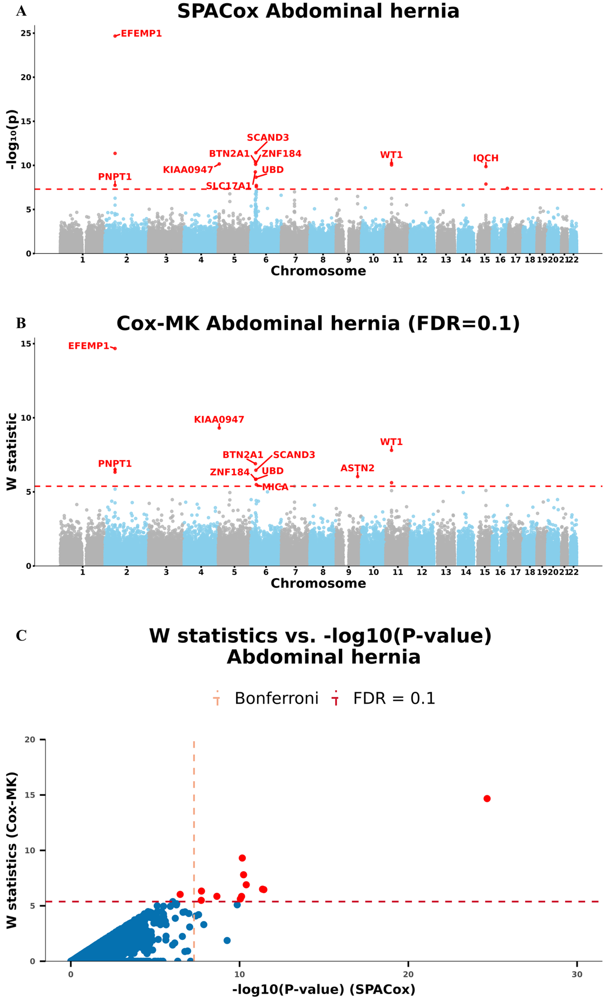 A
SPACox Abdominal hernia
25
EFEMP1
20
15
SCAND3
BTN2A1
ZNF184
WT1
IQCH
10
KIAA0947
UBD
PNPT1
SLC17A1
5
0
-log₁₀(p)
1 2 3 4 5 6 7 8 9 10 11 12 13 14 15 16 17 18 19 20 21 22
Chromosome
B
Cox-MK Abdominal hernia (FDR=0.1)
15
EFEMP1
10
KIAA0947
WT1
BTN2A1
SCAND3
PNPT1
ASTN2
ZNF184
UBD
MICA
5
0
W statistic
1 2 3 4 5 6 7 8 9 10 11 12 13 14 15 16 17 18 19 20 21 22
Chromosome
C
W statistics vs. -log10(P-value)
Abdominal hernia
Bonferroni FDR = 0.1
20
15
10
5
0
W statistics (Cox-MK)
0 10 20 30
-log10(P-value) (SPACox)